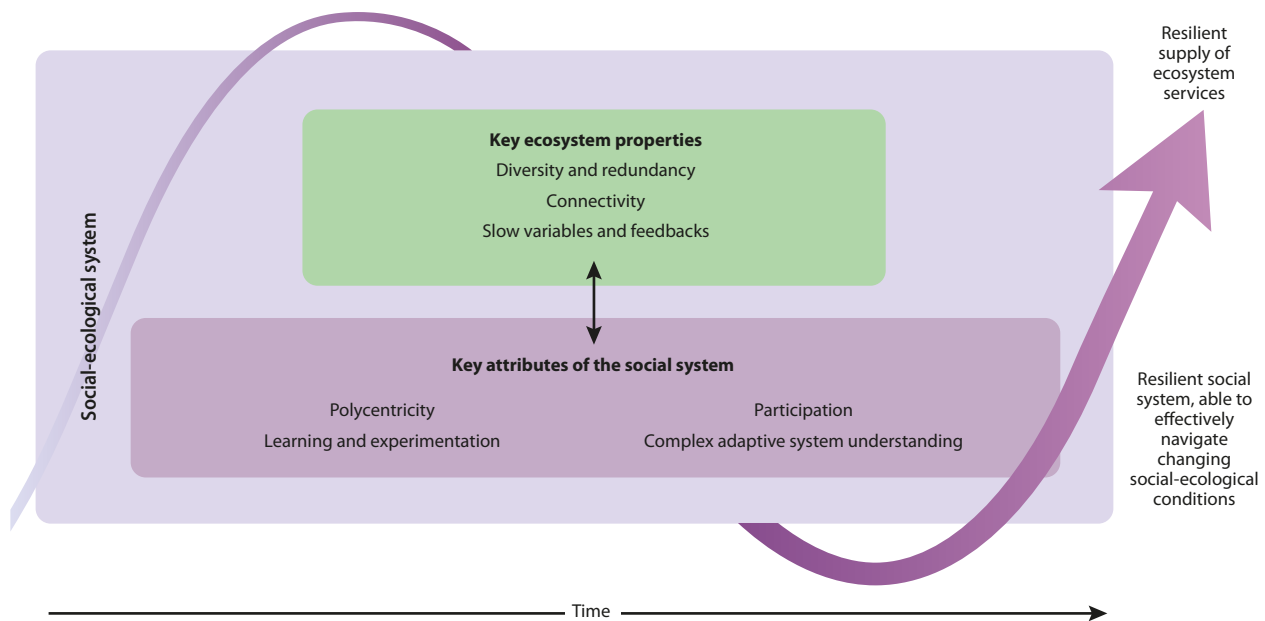 Resilient
supply of
ecosystem
services
Social-ecological system
Key ecosystem properties
Diversity and redundancy
Connectivity
Slow variables and feedbacks
Key attributes of the social system
Polycentricity
Participation
Learning and experimentation
Complex adaptive system understanding
Resilient social
system, able to
effectively
navigate
changing
social-ecological
conditions
Time